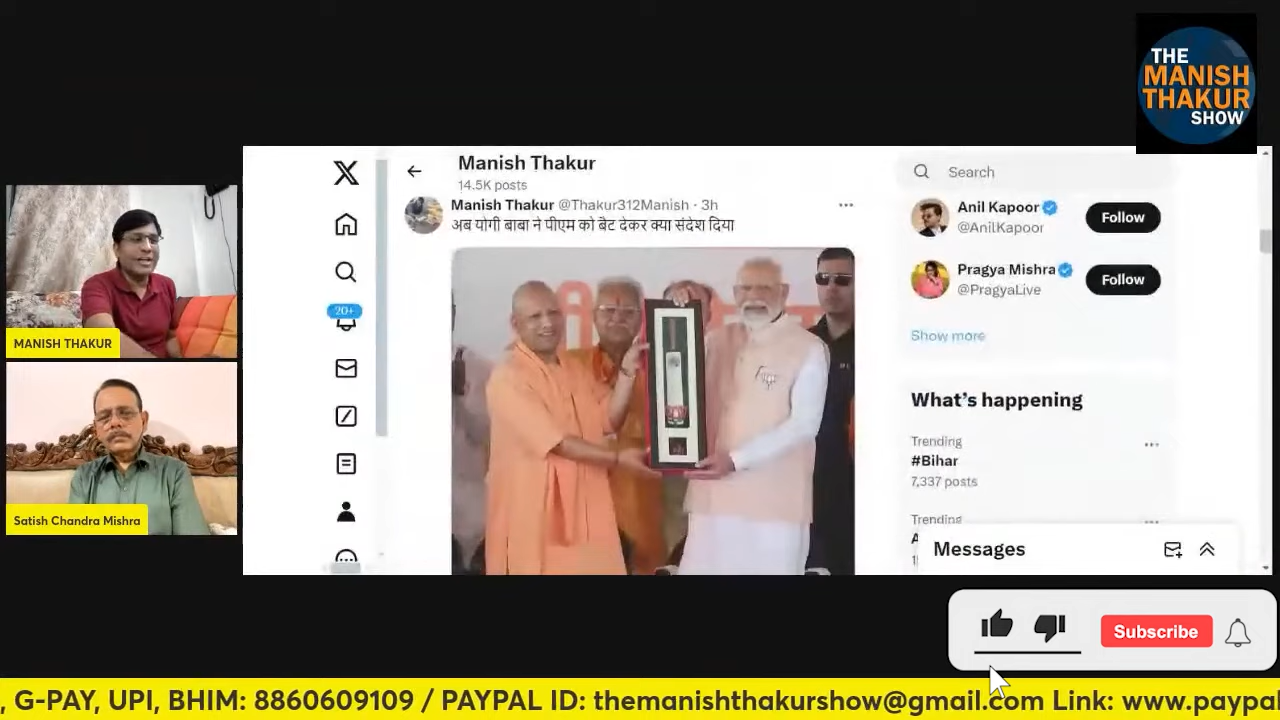 THE
MANISH
THAKUR
SHOW
Manish Thakur
14.5K posts
Manish Thakur @Thakur312Manish · 3h
अब योगी बाबा ने पीएम को बैट देकर क्या संदेश दिया
20+
Search
Anil Kapoor
@AnilKapoor
Follow
Pragya Mishra
@PragyaLive
Follow
Show more
What's happening
Trending
#Bihar
7,337 posts
Trending
Messages
MANISH THAKUR
Satish Chandra Mishra
Subscribe
, G-PAY, UPI, BHIM: 8860609109 / PAYPAL ID: themanishthakurshow@gmail.com Link: www.paypal